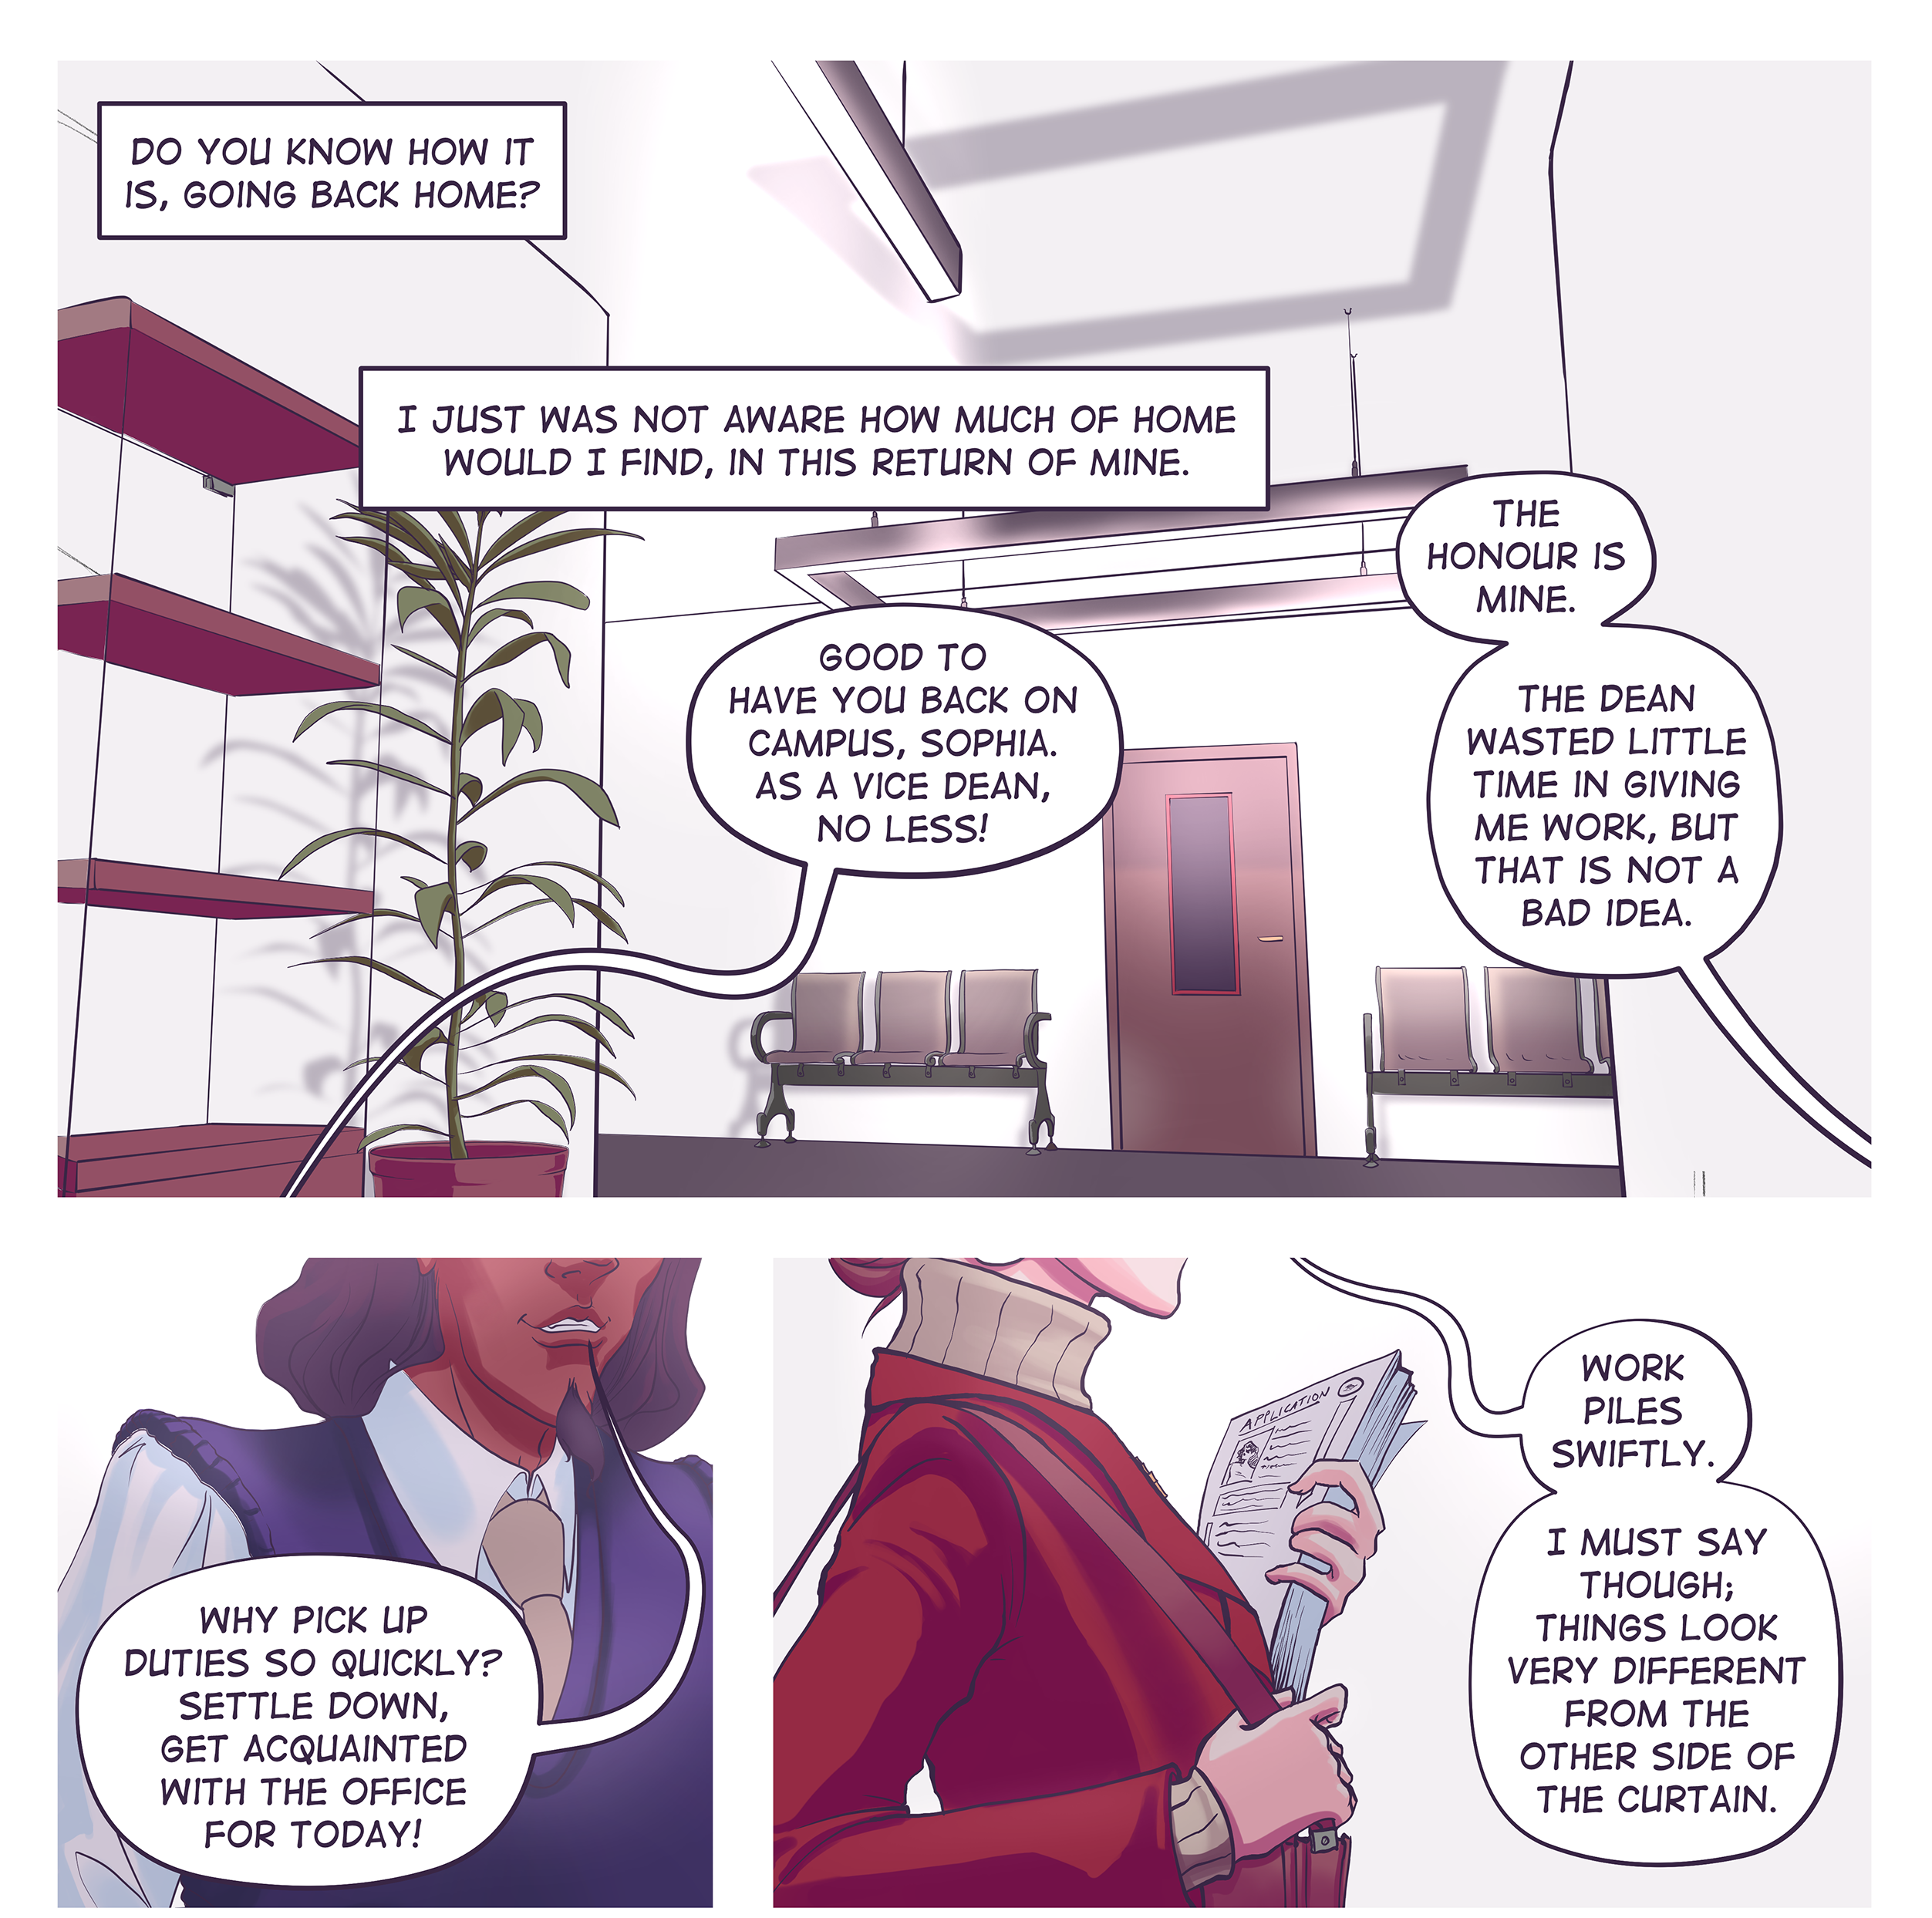 DO YOU KNOW HOW IT
IS, GOING BACK HOME?
I JUST WAS NOT AWARE HOW MUCH OF HOME
WOULD I FIND, IN THIS RETURN OF MINE.
GOOD TO
HAVE YOU BACK ON
CAMPUS, SOPHIA.
AS A VICE DEAN,
NO LESS!
THE
HONOUR IS
MINE.
THE DEAN
WASTED LITTLE
TIME IN GIVING
ME WORK, BUT
THAT IS NOT A
BAD IDEA.
WHY PICK UP
DUTIES SO QUICKLY?
SETTLE DOWN,
GET ACQUAINTED
WITH THE OFFICE
FOR TODAY!
APPLICATION
WORK
PILES
SWIFTLY.
I MUST SAY
THOUGH;
THINGS LOOK
VERY DIFFERENT
FROM THE
OTHER SIDE OF
THE CURTAIN.